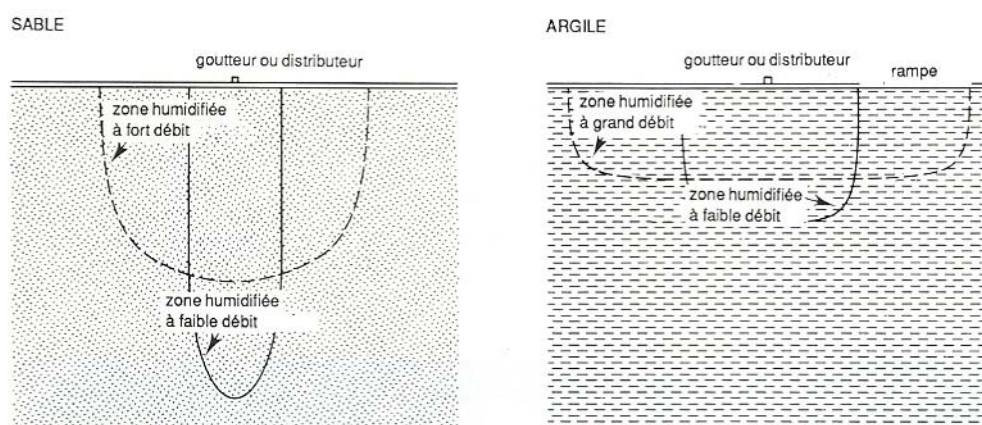 SABLE
goutteur ou distributeur
zone humidifiée
à fort débit
zone humidifiée
à faible débit
ARGILE
goutteur ou distributeur
rampe
zone humidifiée
à grand débit
zone humidifiée
à faible débit